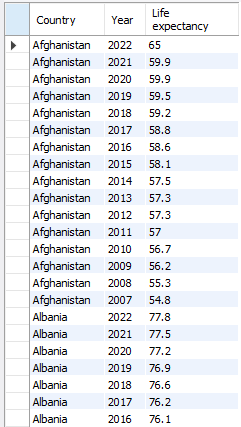 Country Year Life expectancy
Afghanistan 2022 65
Afghanistan 2021 59.9
Afghanistan 2020 59.9
Afghanistan 2019 59.5
Afghanistan 2018 59.2
Afghanistan 2017 58.8
Afghanistan 2016 58.6
Afghanistan 2015 58.1
Afghanistan 2014 57.5
Afghanistan 2013 57.3
Afghanistan 2012 57.3
Afghanistan 2011 57
Afghanistan 2010 56.7
Afghanistan 2009 56.2
Afghanistan 2008 55.3
Afghanistan 2007 54.8
Albania 2022 77.8
Albania 2021 77.5
Albania 2020 77.2
Albania 2019 76.9
Albania 2018 76.6
Albania 2017 76.2
Albania 2016 76.1